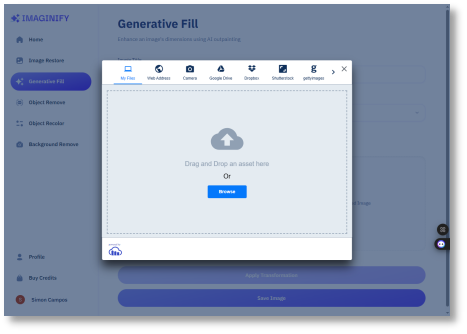 IMAGINIFY
Home
Image Restore
Generative Fill
Object Remove
Object Recolor
Background Remove
Profile
Buy Credits
Simon Campos
Generative Fill
Enhance an image's dimensions using AI outpainting
My Files
Web Address
Camera
Google Drive
Dropbox
Shutterstock
gettyimages
Drag and Drop an asset here
Or
Browse
Apply Transformation
Save Image